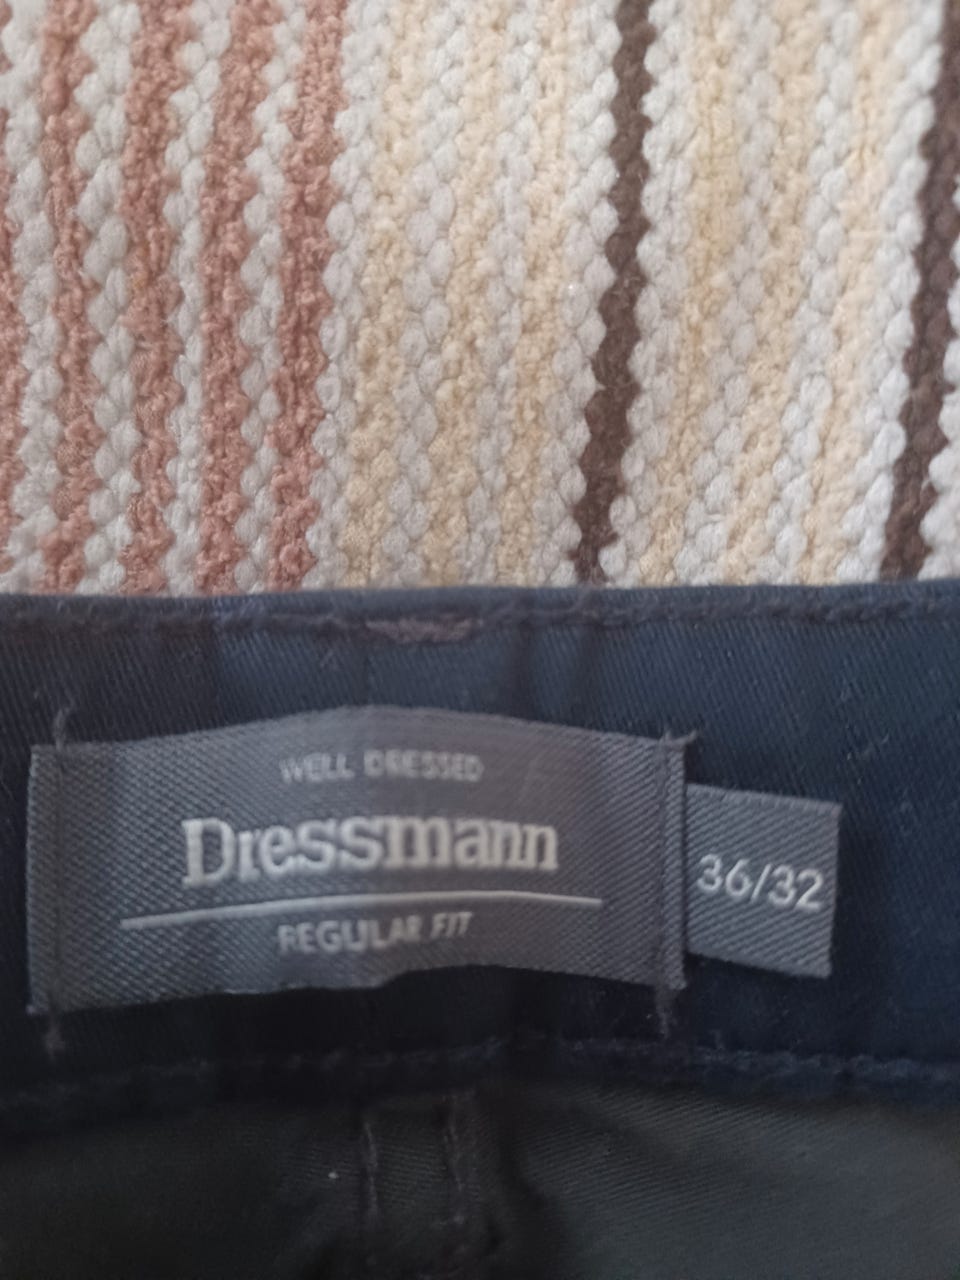 WELL DRESSED
Dressmann
REGULAR FIT
36/32